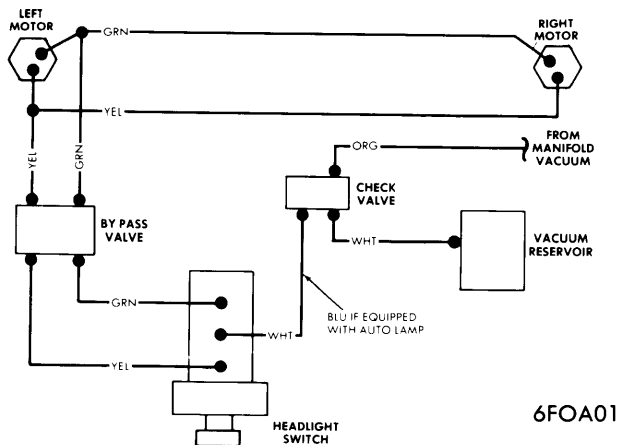 LEFT
MOTOR
GRN
RIGHT
MOTOR
YEL
YEL
GRN
ORG
FROM
MANIFOLD
VACUUM
CHECK
VALVE
BY PASS
VALVE
WHT
VACUUM
RESERVOIR
GRN
BLU IF EQUIPPED
WITH AUTO LAMP
WHT
YEL
HEADLIGHT
SWITCH
6FOA01